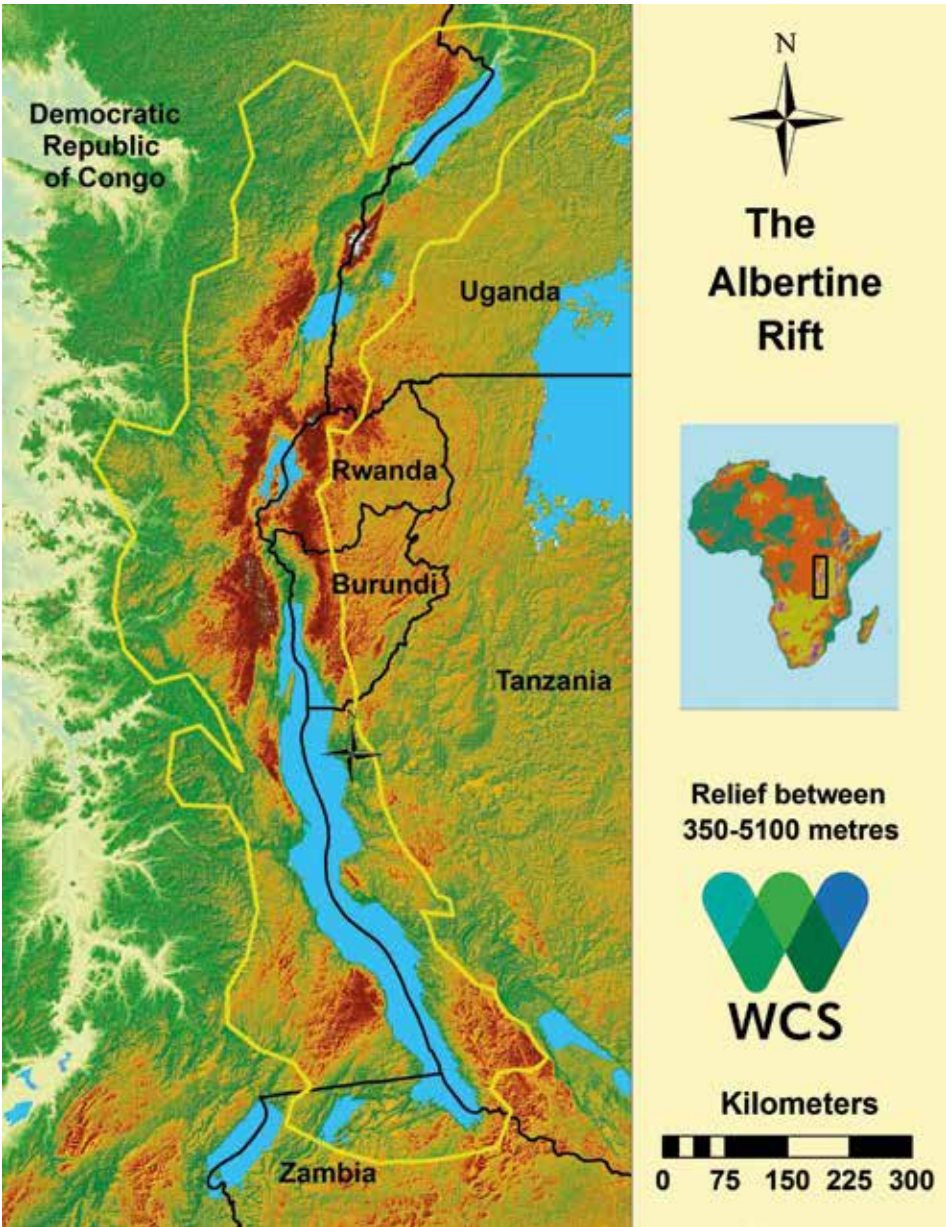 Democratic
Republic
of Congo
Uganda
Rwanda
Burundi
Tanzania
Zambia
N
The
Albertine
Rift
Relief between
350-5100 metres
WCS
Kilometers
0 75 150 225 300